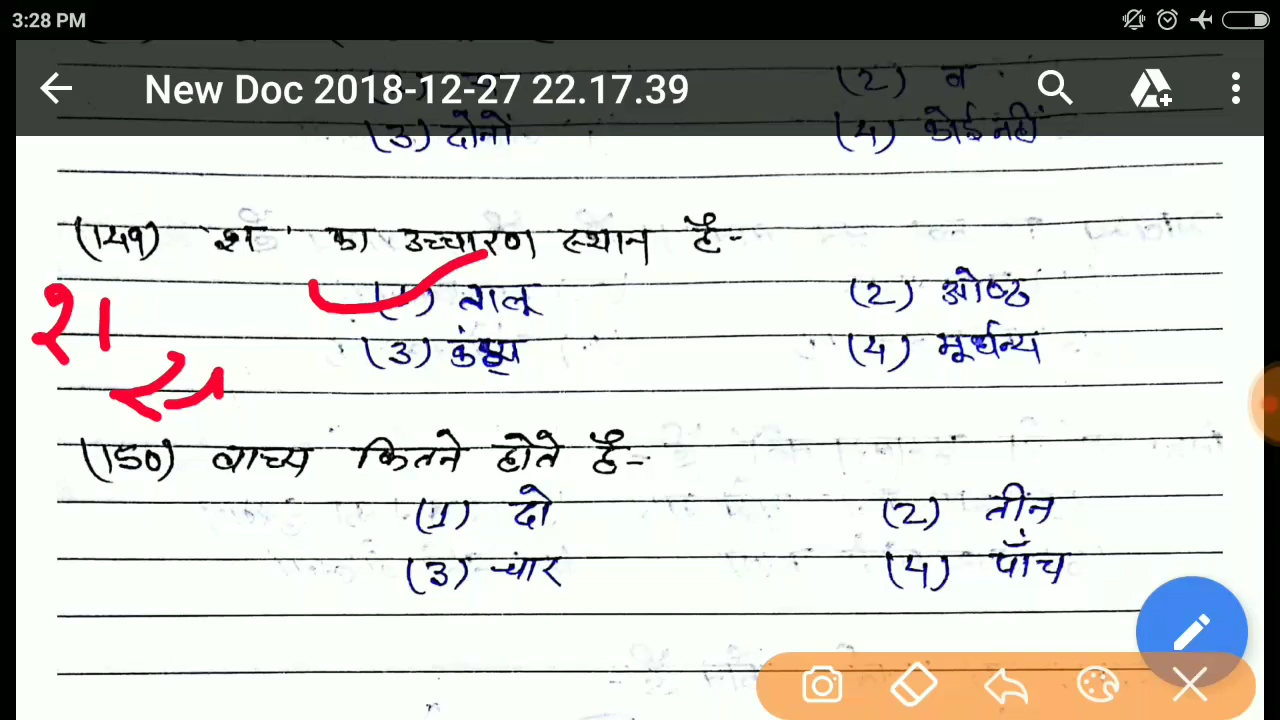 3:28 PM
New Doc 2018-12-27 22.17.39
(2) व
(3) दोनों (4) कोई नहीं
(149) 'श' का उच्चारण स्थान है-
(1) तालू (2) ओष्ठ
श
(3) कंठ्य (4) मूर्धन्य
(150) वाच्य कितने होते है-
(1) दो (2) तीन
(3) चार (4) पाँच